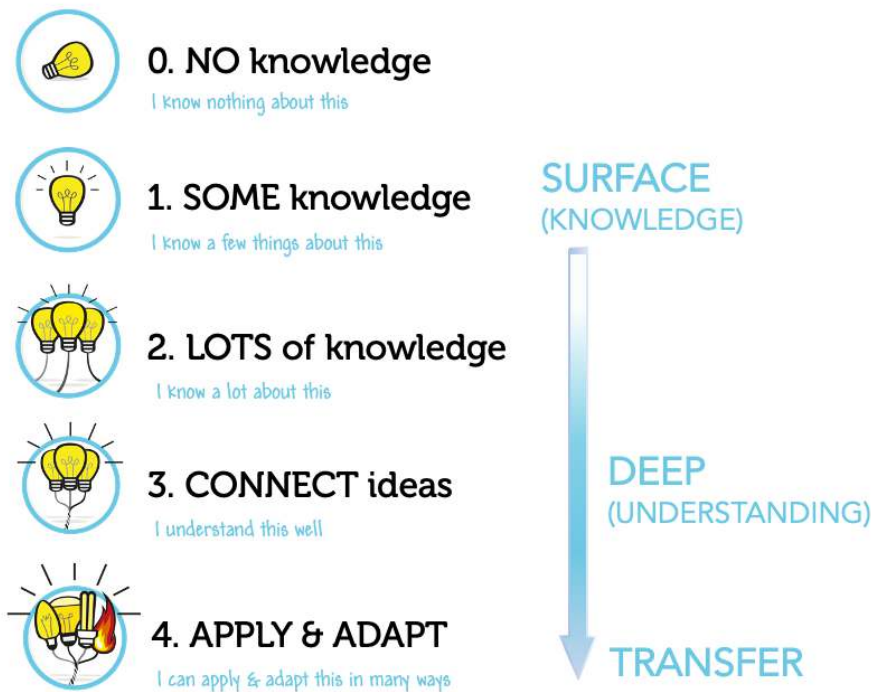 0. NO knowledge
I know nothing about this
1. SOME knowledge
I know a few things about this
2. LOTS of knowledge
I know a lot about this
3. CONNECT ideas
I understand this well
4. APPLY & ADAPT
I can apply & adapt this in many ways
SURFACE
(KNOWLEDGE)
DEEP
(UNDERSTANDING)
TRANSFER